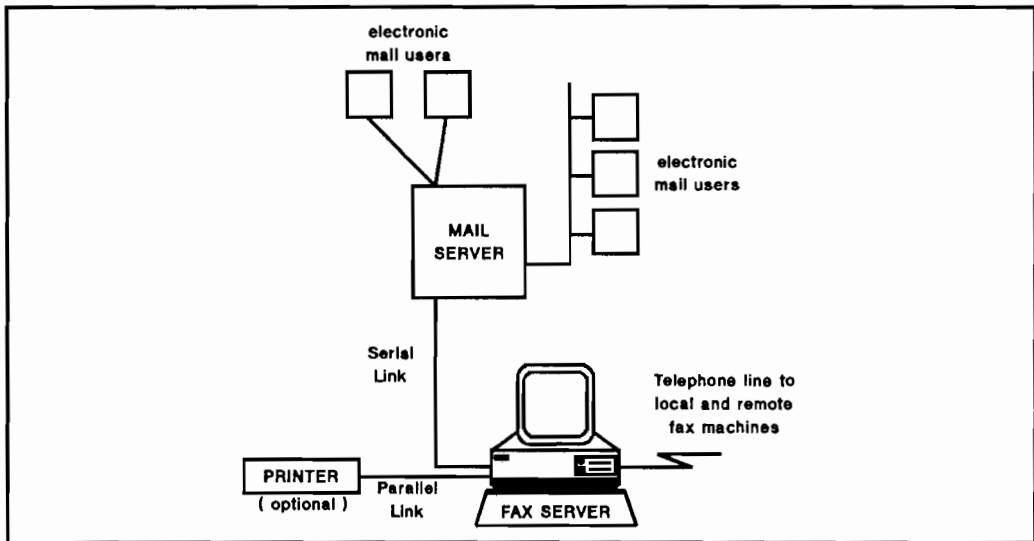 electronic
mail usera
electronic
mail users
MAIL
SERVER
Serial
Link
Telephone line to
local and remote
fax machines
PRINTER
( optional )
Parallel
Link
FAX SERVER